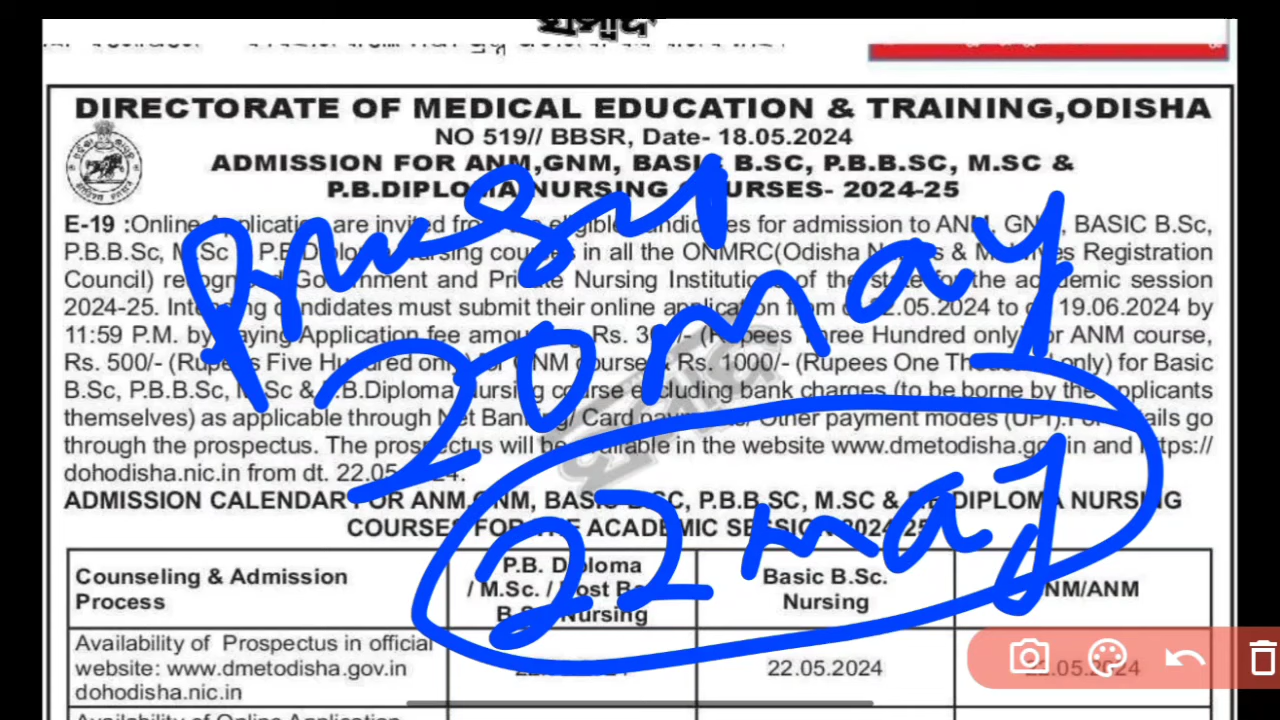 DIRECTORATE OF MEDICAL EDUCATION & TRAINING,ODISHA
NO 519// BBSR, Date- 18.05.2024
ADMISSION FOR ANM,GNM, BASIC B.SC, P.B.B.SC, M.SC &
P.B.DIPLOMA NURSING COURSES- 2024-25
E-19 :Online Application are invited from the eligible candidates for admission to ANM, GNM, BASIC B.Sc,
P.B.B.Sc, M.Sc P.B Diploma Nursing courses in all the ONMRC(Odisha Nurses & Midwives Registration
Council) recognized Government and Private Nursing Institutions of the state for the academic session
2024-25. Intending candidates must submit their online application from 22.05.2024 to 19.06.2024 by
11:59 P.M. by paying Application fee amount Rs. 300/- (Rupees Three Hundred only) for ANM course,
Rs. 500/- (Rupees Five Hundred only) GNM course & Rs. 1000/- (Rupees One Thousand only) for Basic
B.Sc, P.B.B.Sc, M.Sc & P.B.Diploma Nursing course excluding bank charges (to be borne by the applicants
themselves) as applicable through Net Banking/ Card payments/ Other payment modes (UPI).For details go
through the prospectus. The prospectus will be available in the website www.dmetodisha.gov.in and https://
dohodisha.nic.in from dt. 22.05.2024.
ADMISSION CALENDAR FOR ANM,GNM, BASIC B.SC, P.B.B.SC, M.SC & P.B.DIPLOMA NURSING
COURSES FOR THE ACADEMIC SESSION 2024-25
Counseling & Admission Process
P.B. Diploma / M.Sc. / Post Basic B.Sc. Nursing
Basic B.Sc. Nursing
GNM/ANM
Availability of Prospectus in official
website: www.dmetodisha.gov.in
dohodisha.nic.in
22.05.2024
22.05.2024
22.05.2024
Availability of Online Application
20 may
22 may